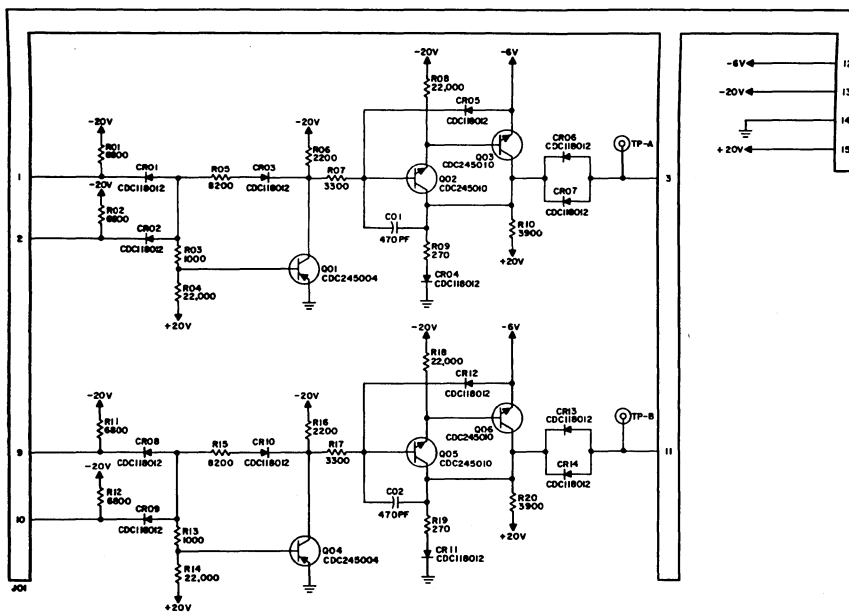 -20V
-6V
R08
22,000
CR05
CDC118012
-20V
R01
6800
-20V
R06
2200
CR06
CDC118012
TP-A
Q03
CDC245010
1
CR01
CDC118012
R05
8200
CR03
CDC118012
R07
3300
Q02
CDC245010
CR07
CDC118012
3
-20V
R02
6800
C01
470PF
R10
3900
+20V
2
CR02
CDC118012
R03
1000
R09
270
Q01
CDC245004
CR04
CDC118012
R04
22,000
+20V
-6V
12
-20V
13
14
+20V
15
-20V
-6V
R18
22,000
CR12
CDC118012
-20V
R11
6800
-20V
R16
2200
CR13
CDC118012
TP-B
Q06
CDC245010
9
CR08
CDC118012
R15
8200
CR10
CDC118012
R17
3300
Q05
CDC245010
CR14
CDC118012
11
-20V
R12
6800
C02
470PF
R20
3900
+20V
10
CR09
CDC118012
R13
1000
R19
270
Q04
CDC245004
CR11
CDC118012
R14
22,000
+20V
J01